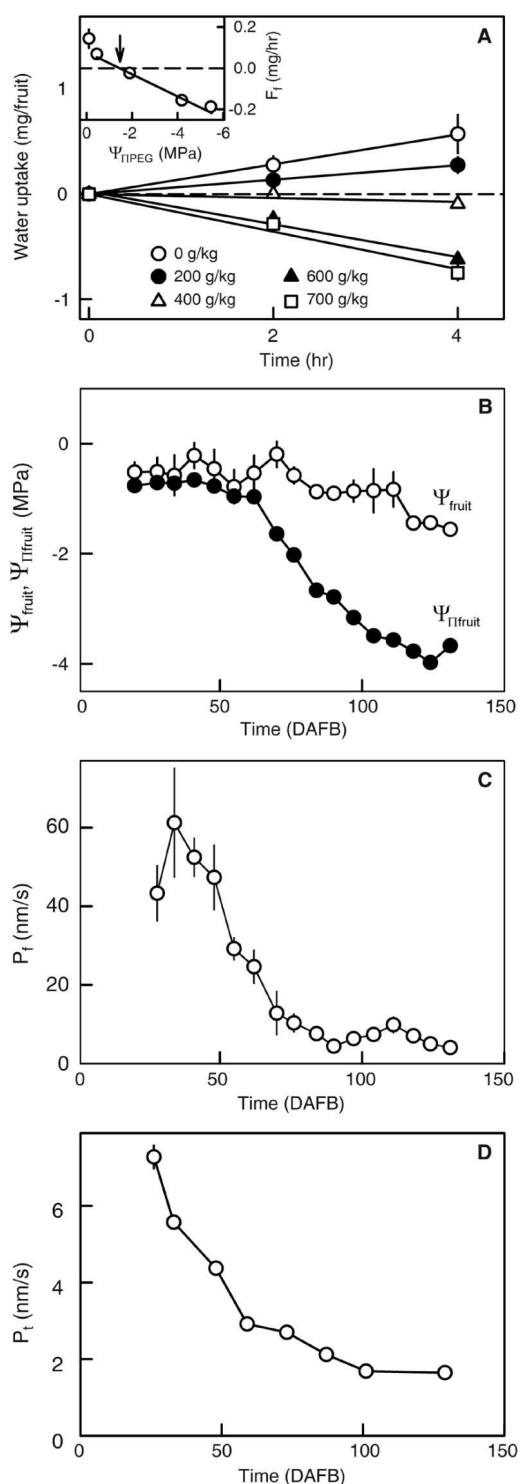 A
0.0
-0.2
F_f (mg/hr)
0 -2 -4 -6
Ψ_ΠPEG (MPa)
Water uptake (mg/fruit)
1
0
-1
0 g/kg
200 g/kg 600 g/kg
400 g/kg 700 g/kg
0 2 4
Time (hr)
B
Ψ_fruit, Ψ_Πfruit (MPa)
0
-2
-4
Ψ_fruit
Ψ_Πfruit
0 50 100 150
Time (DAFB)
C
P_f (nm/s)
60
40
20
0
0 50 100 150
Time (DAFB)
D
P_t (nm/s)
6
4
2
0
0 50 100 150
Time (DAFB)